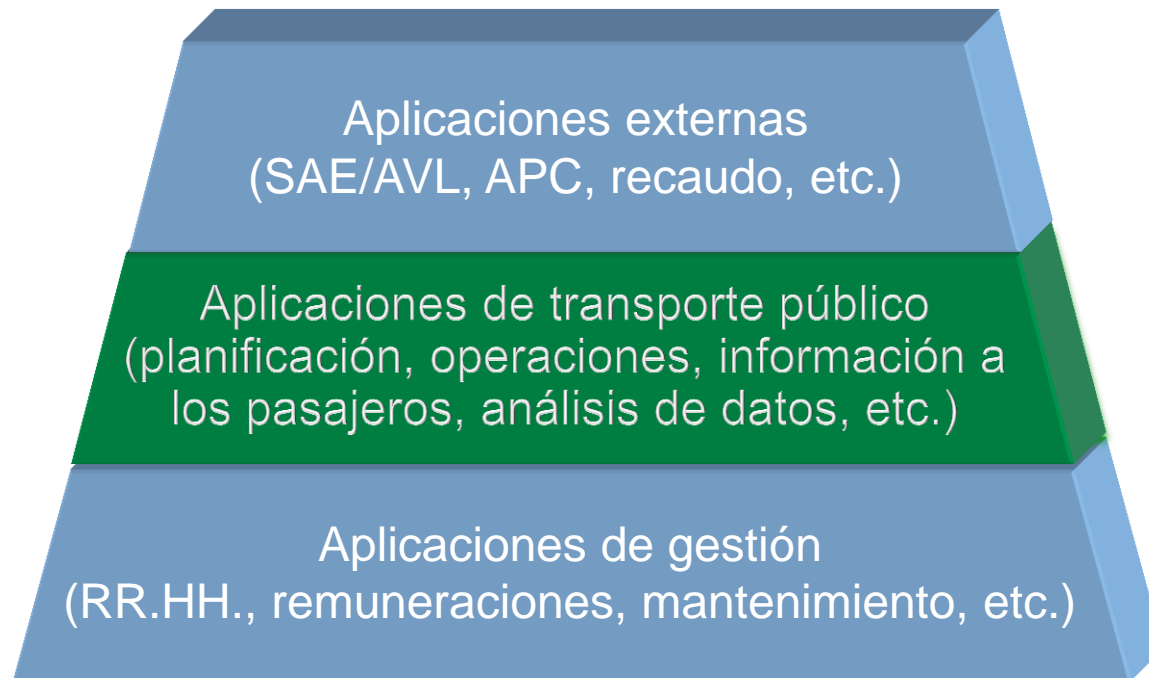 Aplicaciones externas
(SAE/AVL, APC, recaudo, etc.)
Aplicaciones de transporte público
(planificación, operaciones, información a
los pasajeros, análisis de datos, etc.)
Aplicaciones de gestión
(RR.HH., remuneraciones, mantenimiento, etc.)